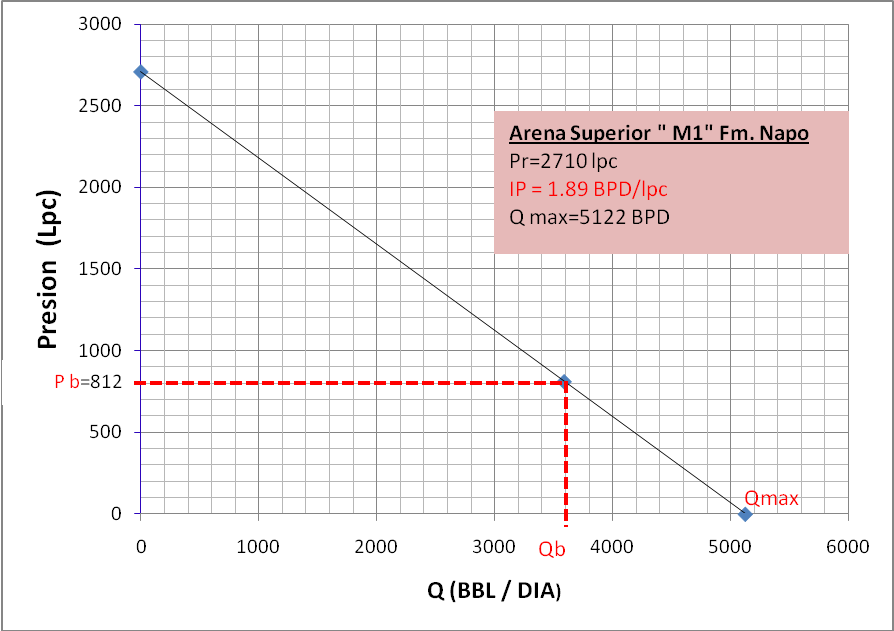 3000
2500
2000
1500
1000
P b=812
500
0
Presion (Lpc)
Arena Superior " M1" Fm. Napo
Pr=2710 lpc
IP = 1.89 BPD/lpc
Q max=5122 BPD
Qmax
0 1000 2000 3000 4000 5000 6000
Qb
Q (BBL / DIA)